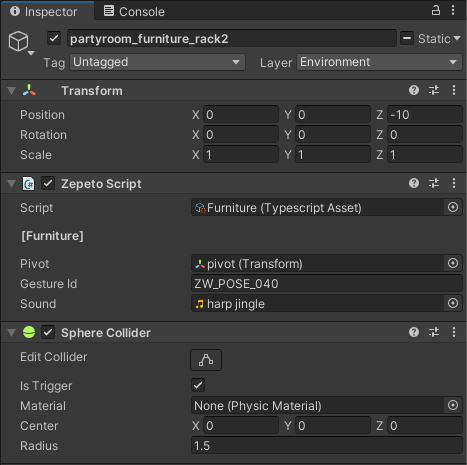 Inspector Console
partyroom_furniture_rack2 Static
Tag Untagged Layer Environment
Transform
Position X 0 Y 0 Z -10
Rotation X 0 Y 0 Z 0
Scale X 1 Y 1 Z 1
Zepeto Script
Script Furniture (Typescript Asset)
[Furniture]
Pivot pivot (Transform)
Gesture Id ZW_POSE_040
Sound harp jingle
Sphere Collider
Edit Collider
Is Trigger
Material None (Physic Material)
Center X 0 Y 0 Z 0
Radius 1.5